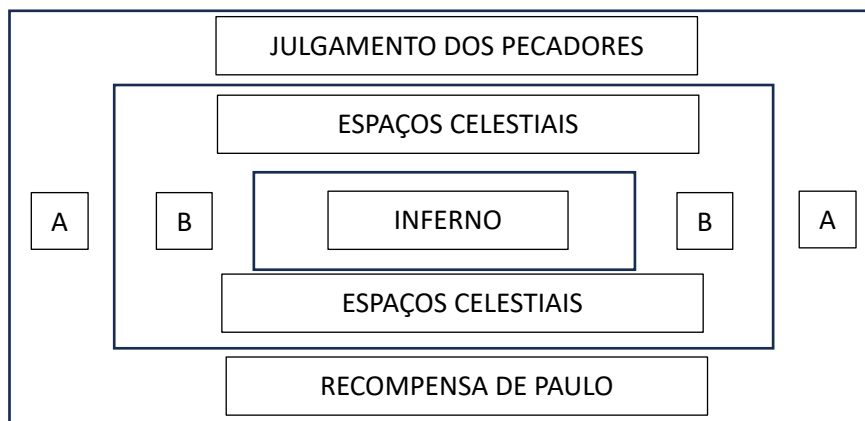 JULGAMENTO DOS PECADORES
ESPAÇOS CELESTIAIS
A B INFERNO B A
ESPAÇOS CELESTIAIS
RECOMPENSA DE PAULO